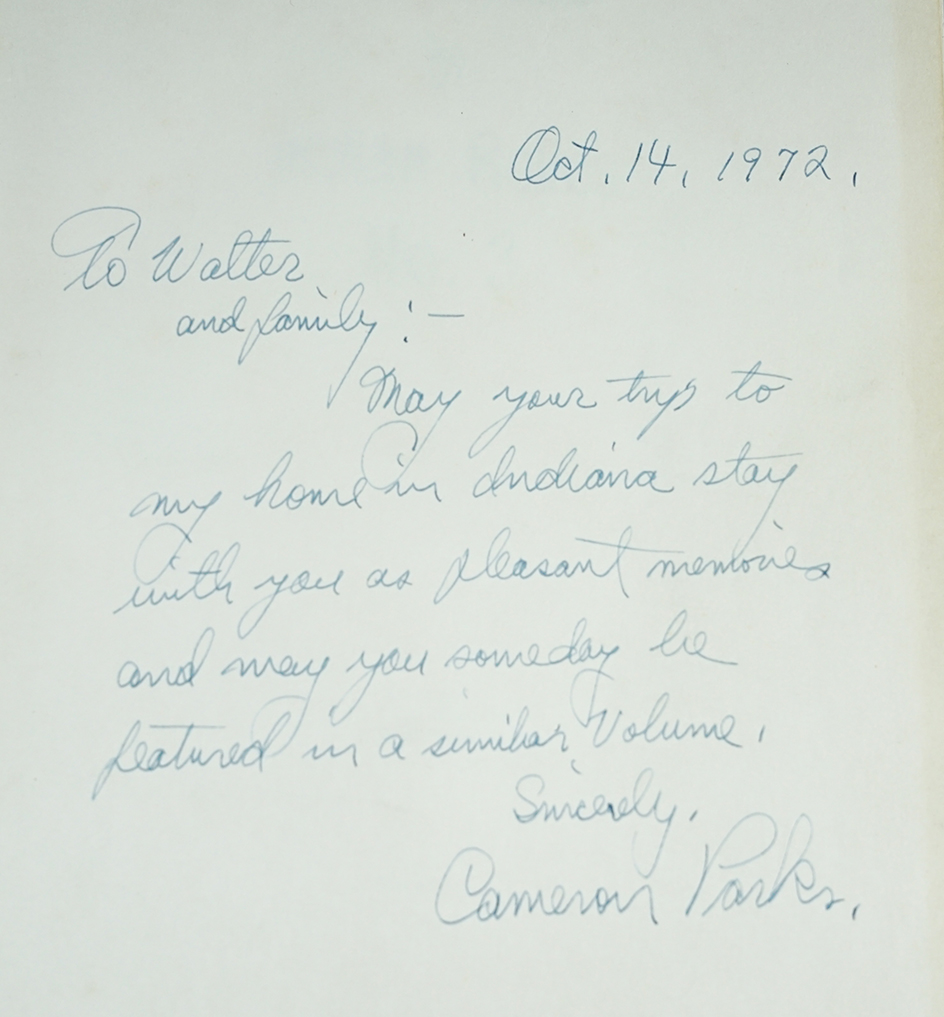 Oct. 14, 1972.
To Walter
and family :—
May your trip to
my home in Indiana stay
with you as pleasant memories
and may you someday be
featured in a similar Volume.
Sincerely,
Cameron Parks.